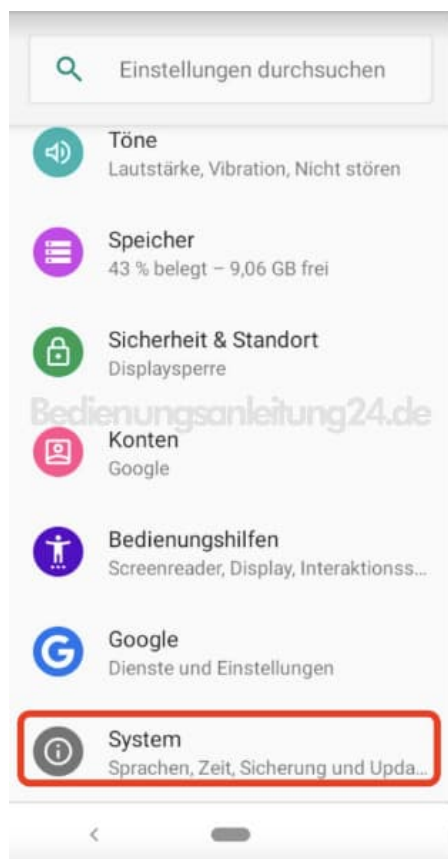 Einstellungen durchsuchen
Töne
Lautstärke, Vibration, Nicht stören
Speicher
43 % belegt – 9,06 GB frei
Sicherheit & Standort
Displaysperre
Bedienungsanleitung24.de
Konten
Google
Bedienungshilfen
Screenreader, Display, Interaktionss...
Google
Dienste und Einstellungen
System
Sprachen, Zeit, Sicherung und Upda...